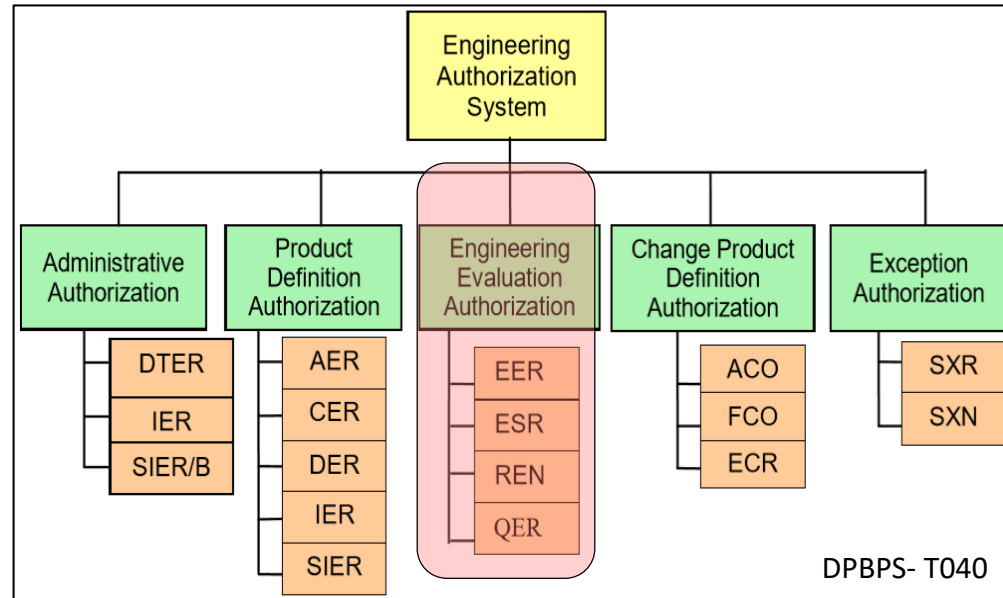 Engineering
Authorization
System
Administrative
Authorization
Product
Definition
Authorization
Engineering
Evaluation
Authorization
Change Product
Definition
Authorization
Exception
Authorization
DTER
IER
SIER/B
AER
CER
DER
IER
SIER
EER
ESR
REN
QER
ACO
FCO
ECR
SXR
SXN
DPBPS- T040